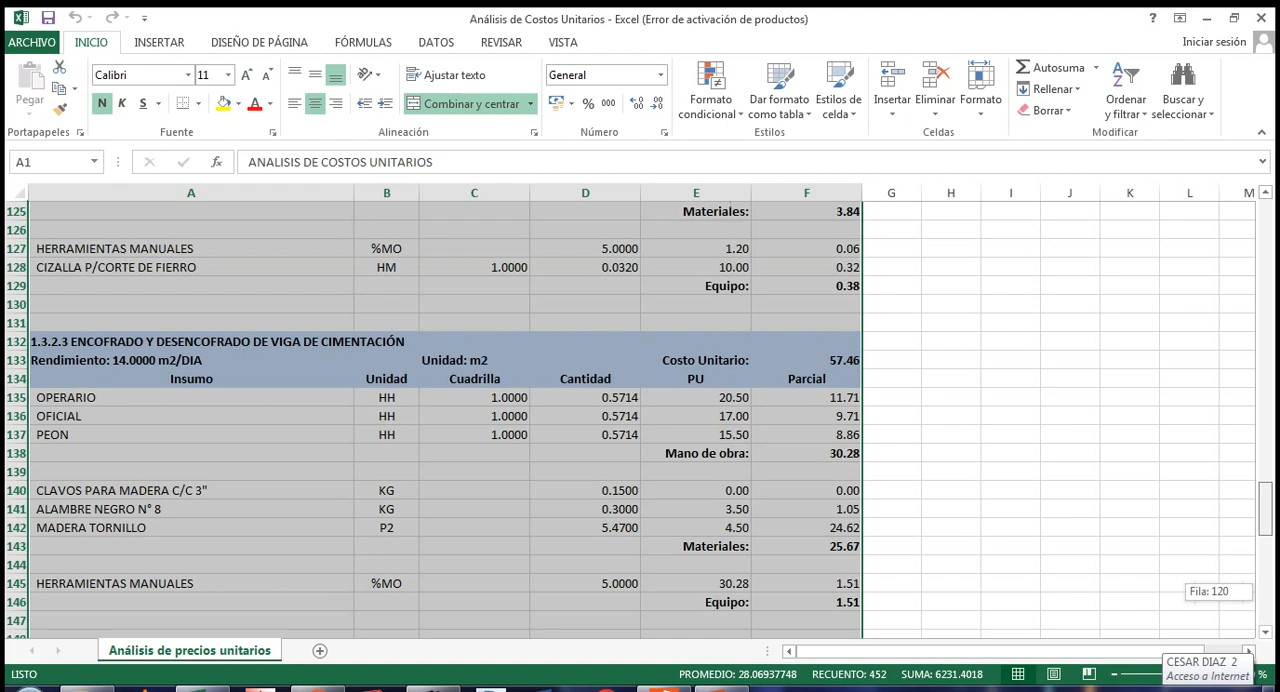 Análisis de Costos Unitarios - Excel (Error de activación de productos)
ARCHIVO INICIO INSERTAR DISEÑO DE PÁGINA FÓRMULAS DATOS REVISAR VISTA Iniciar sesión
Calibri 11 Ajustar texto General Autosuma
Pegar Formato condicional Dar formato como tabla Estilos de celda Insertar Eliminar Formato Rellenar Ordenar y filtrar Buscar y seleccionar
N K S Combinar y centrar % 000 Borrar
Portapapeles Fuente Alineación Número Estilos Celdas Modificar
A1 fx ANALISIS DE COSTOS UNITARIOS
A B C D E F G H I J K L M
125 Materiales: 3.84
126
127 HERRAMIENTAS MANUALES %MO 5.0000 1.20 0.06
128 CIZALLA P/CORTE DE FIERRO HM 1.0000 0.0320 10.00 0.32
129 Equipo: 0.38
130
131
132 1.3.2.3 ENCOFRADO Y DESENCOFRADO DE VIGA DE CIMENTACIÓN
133 Rendimiento: 14.0000 m2/DIA Unidad: m2 Costo Unitario: 57.46
134 Insumo Unidad Cuadrilla Cantidad PU Parcial
135 OPERARIO HH 1.0000 0.5714 20.50 11.71
136 OFICIAL HH 1.0000 0.5714 17.00 9.71
137 PEON HH 1.0000 0.5714 15.50 8.86
138 Mano de obra: 30.28
139
140 CLAVOS PARA MADERA C/C 3" KG 0.1500 0.00 0.00
141 ALAMBRE NEGRO N° 8 KG 0.3000 3.50 1.05
142 MADERA TORNILLO P2 5.4700 4.50 24.62
143 Materiales: 25.67
144
145 HERRAMIENTAS MANUALES %MO 5.0000 30.28 1.51
146 Equipo: 1.51
147
Fila: 120
Análisis de precios unitarios
CESAR DIAZ 2
Acceso a Internet
LISTO PROMEDIO: 28.06937748 RECUENTO: 452 SUMA: 6231.4018 %